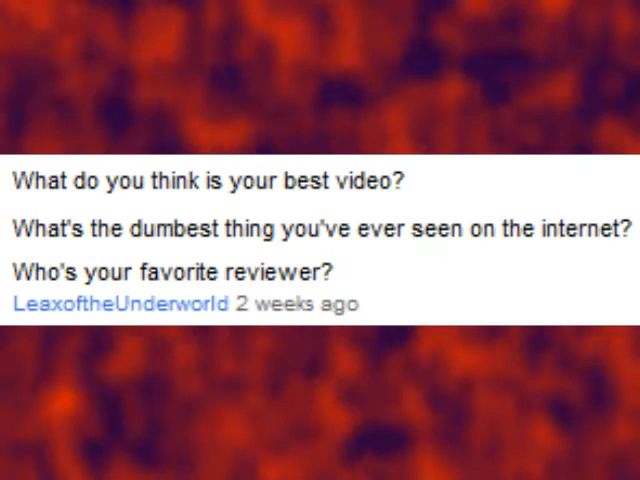 What do you think is your best video?
What's the dumbest thing you've ever seen on the internet?
Who's your favorite reviewer?
LeaxoftheUnderworld 2 weeks ago